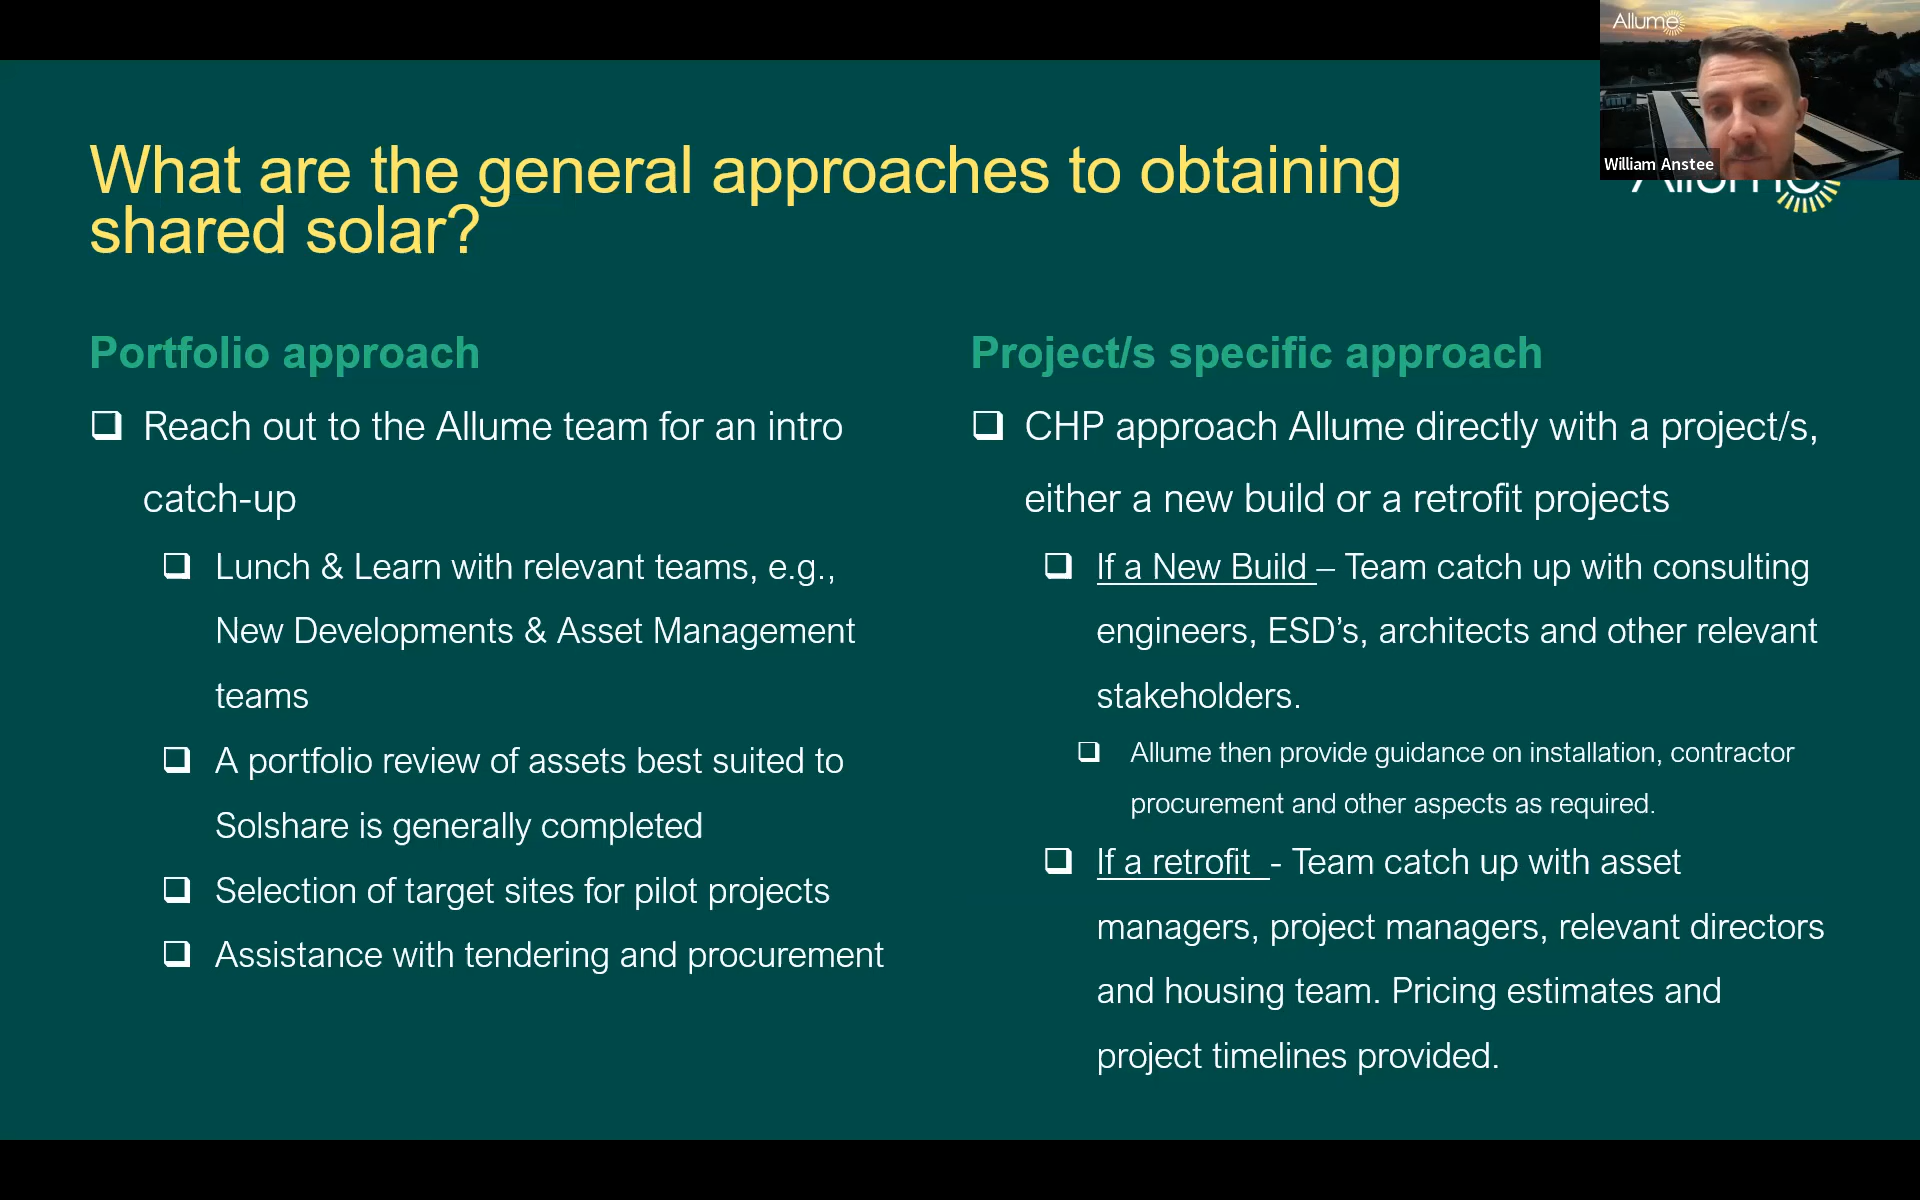 Allume
William Anstee
What are the general approaches to obtaining
shared solar?
Allume
Portfolio approach
❑ Reach out to the Allume team for an intro
catch-up
❑ Lunch & Learn with relevant teams, e.g.,
New Developments & Asset Management
teams
❑ A portfolio review of assets best suited to
Solshare is generally completed
❑ Selection of target sites for pilot projects
❑ Assistance with tendering and procurement
Project/s specific approach
❑ CHP approach Allume directly with a project/s,
either a new build or a retrofit projects
❑ If a New Build – Team catch up with consulting
engineers, ESD’s, architects and other relevant
stakeholders.
❑ Allume then provide guidance on installation, contractor
procurement and other aspects as required.
❑ If a retrofit - Team catch up with asset
managers, project managers, relevant directors
and housing team. Pricing estimates and
project timelines provided.